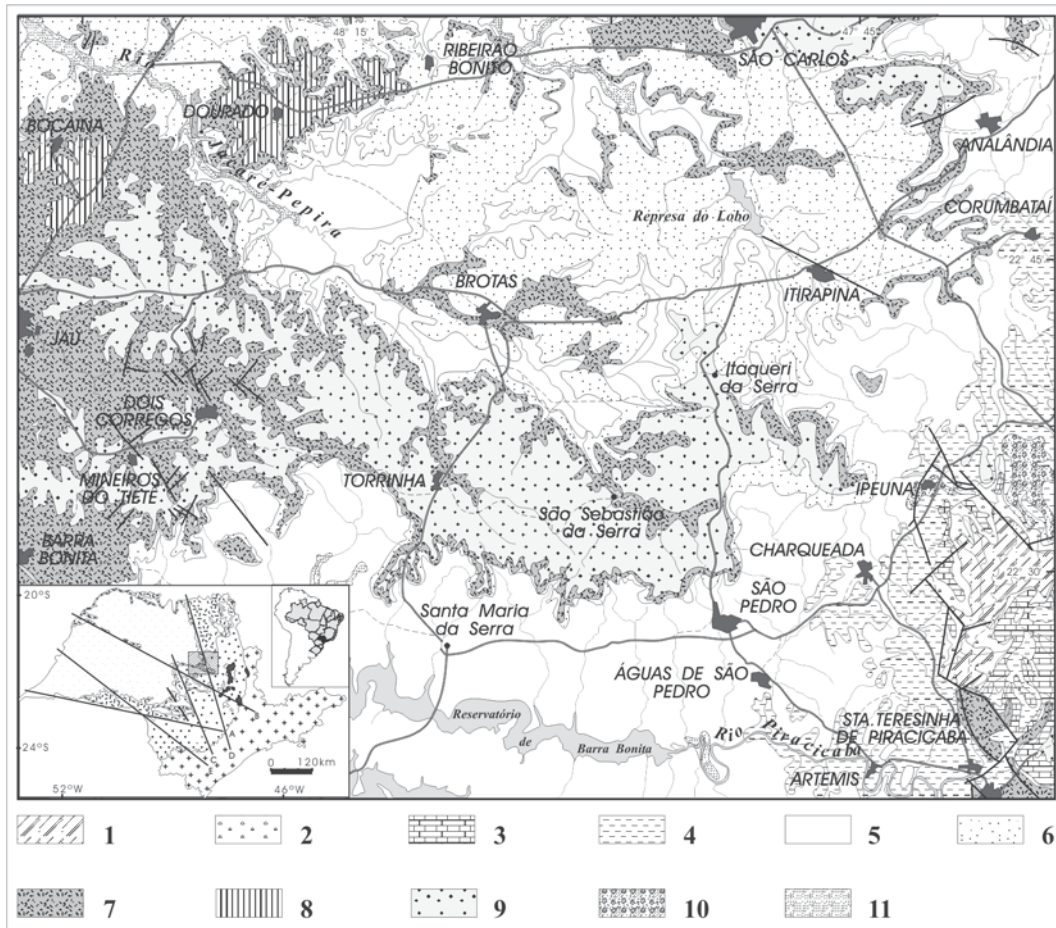 48 15'
47 45'
Rio
RIBEIRÃO
BONITO
SÃO CARLOS
DOURADO
BOCAINA
ANALÂNDIA
Jacaré-Pepira
Represa do Lobo
CORUMBATAÍ
22 45'
BROTAS
ITIRAPINA
JAÚ
Itaqueri
da Serra
DOIS
CÓRREGOS
MINEIROS
DO TIETE
TORRINHA
IPEUNA
São Sebastião
da Serra
BARRA
BONITA
CHARQUEADA
22 30'
20°S
Santa Maria
da Serra
SÃO
PEDRO
ÁGUAS DE SÃO
PEDRO
Reservatório
de
Barra Bonita
Rio Piracicaba
STA. TERESINHA
DE PIRACICABA
ARTEMIS
24°S
0 120km
52°W
46°W
1 2 3 4 5 6
7 8 9 10 11